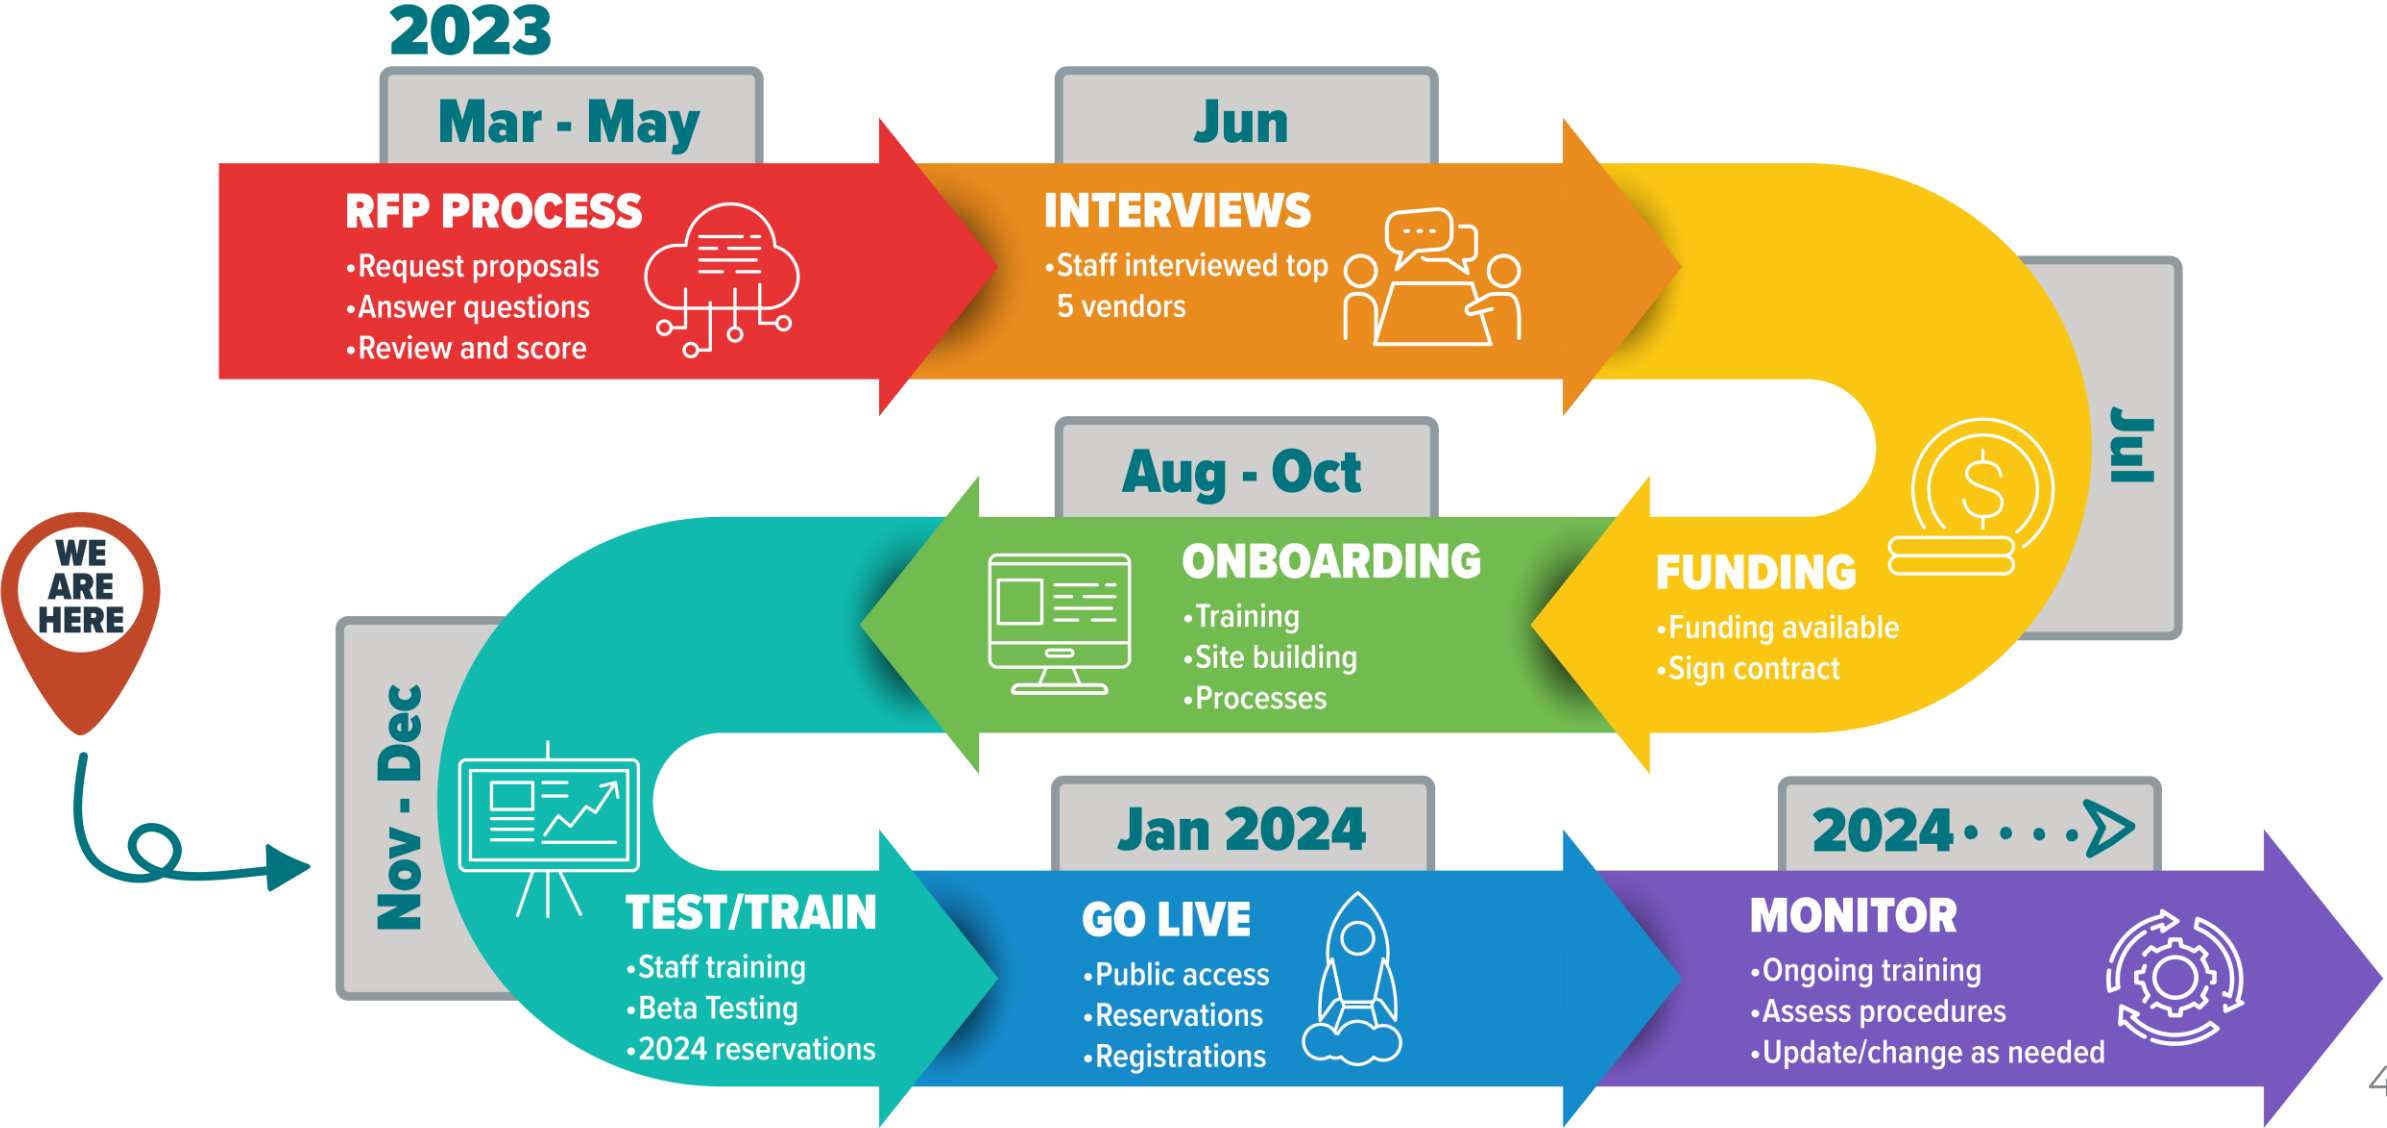 2023
Mar - May
RFP PROCESS
•Request proposals
•Answer questions
•Review and score
Jun
INTERVIEWS
•Staff interviewed top
5 vendors
Jul
FUNDING
•Funding available
•Sign contract
Aug - Oct
ONBOARDING
•Training
•Site building
•Processes
WE
ARE
HERE
Nov - Dec
TEST/TRAIN
•Staff training
•Beta Testing
•2024 reservations
Jan 2024
GO LIVE
•Public access
•Reservations
•Registrations
2024
MONITOR
•Ongoing training
•Assess procedures
•Update/change as needed
4